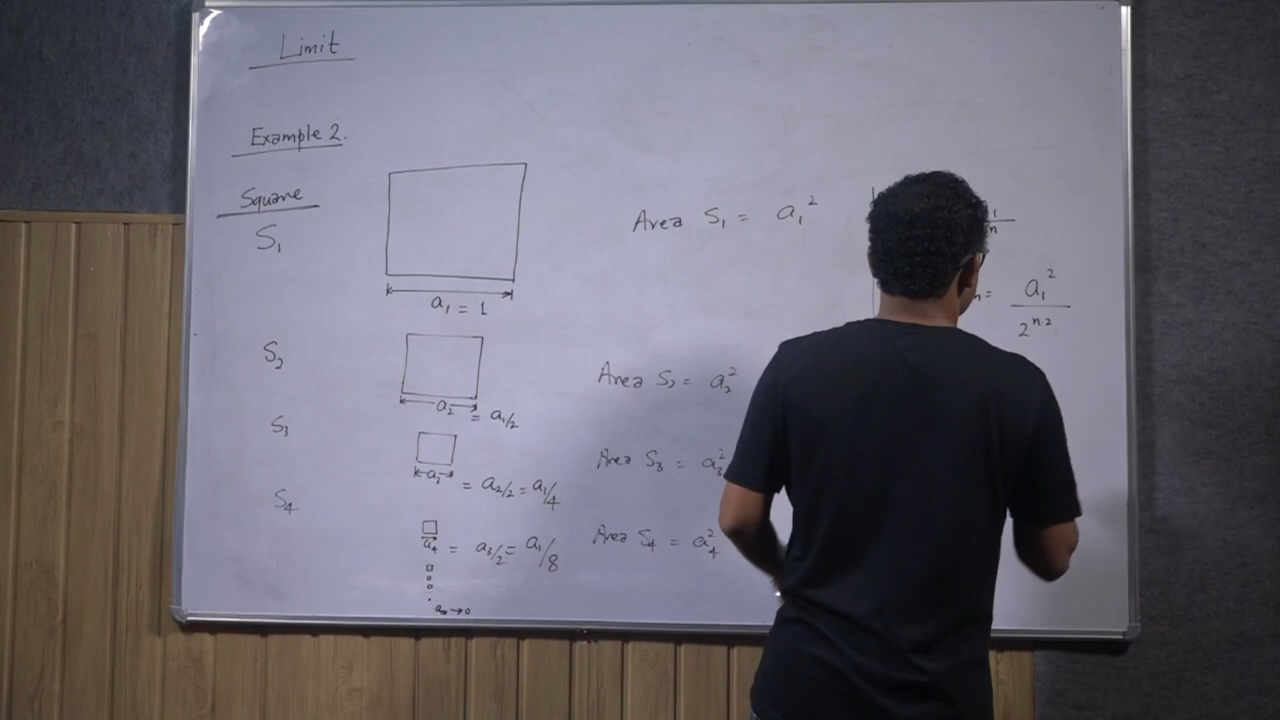 Limit
Example 2.
Square
S₁
a₁ = 1
Area S₁ = a₁²
a₁²
2ⁿ·²
S₂
a₂ = a₁/2
Area S₂ = a₂²
S₃
a₃ = a₂/2 = a₁/4
Area S₃ = a₃²
S₄
a₄ = a₃/2 = a₁/8
Area S₄ = a₄²
a∞ → 0